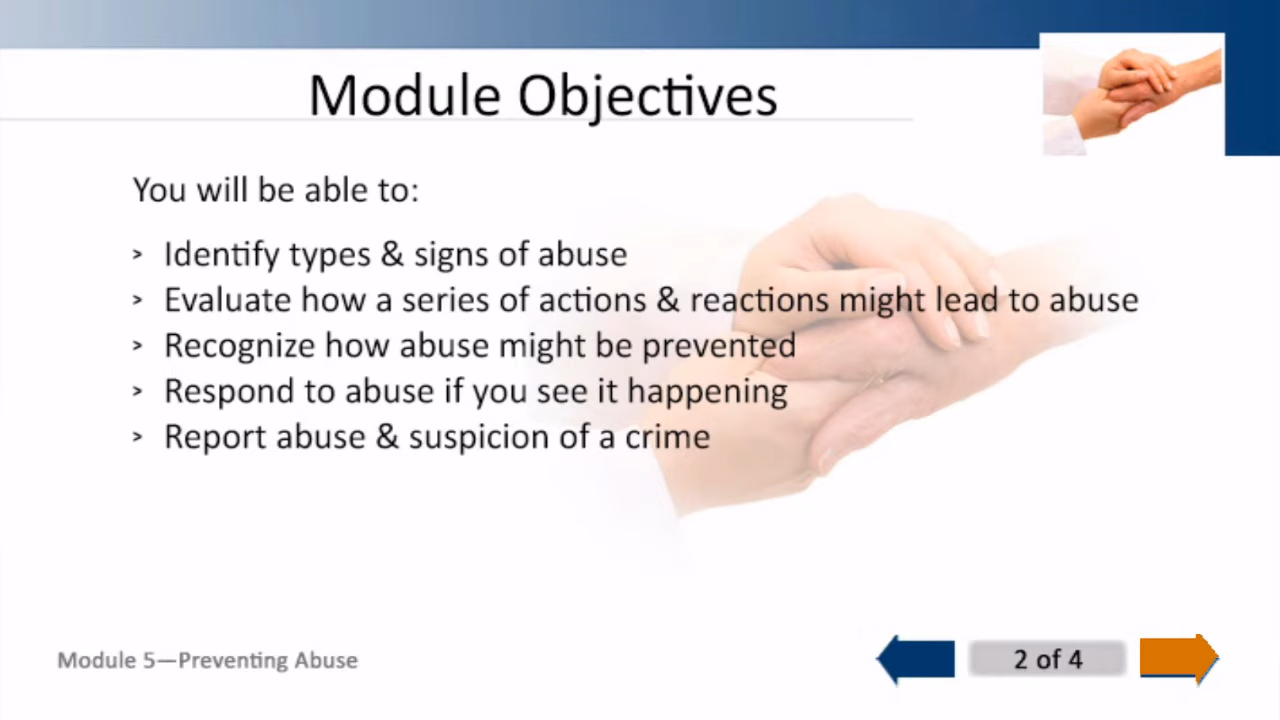 Module Objectives
You will be able to:
> Identify types & signs of abuse
> Evaluate how a series of actions & reactions might lead to abuse
> Recognize how abuse might be prevented
> Respond to abuse if you see it happening
> Report abuse & suspicion of a crime
Module 5—Preventing Abuse
2 of 4